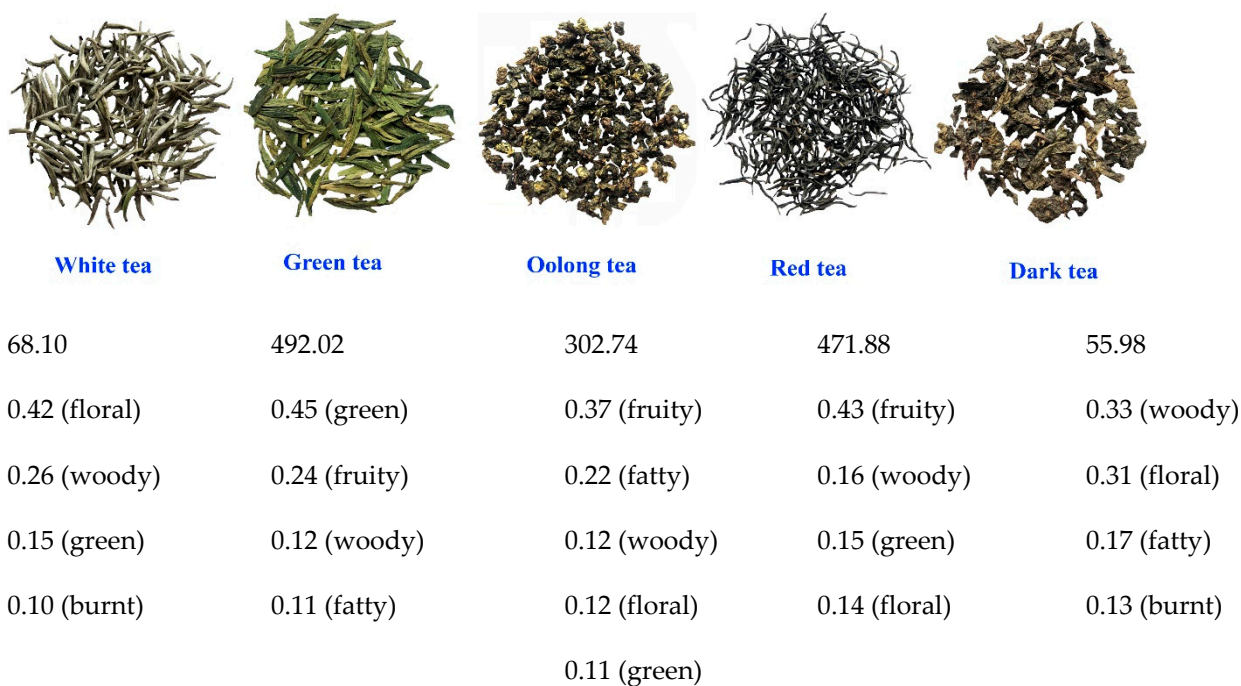 White tea Green tea Oolong tea Red tea Dark tea
68.10 492.02 302.74 471.88 55.98
0.42 (floral) 0.45 (green) 0.37 (fruity) 0.43 (fruity) 0.33 (woody)
0.26 (woody) 0.24 (fruity) 0.22 (fatty) 0.16 (woody) 0.31 (floral)
0.15 (green) 0.12 (woody) 0.12 (woody) 0.15 (green) 0.17 (fatty)
0.10 (burnt) 0.11 (fatty) 0.12 (floral) 0.14 (floral) 0.13 (burnt)
0.11 (green)